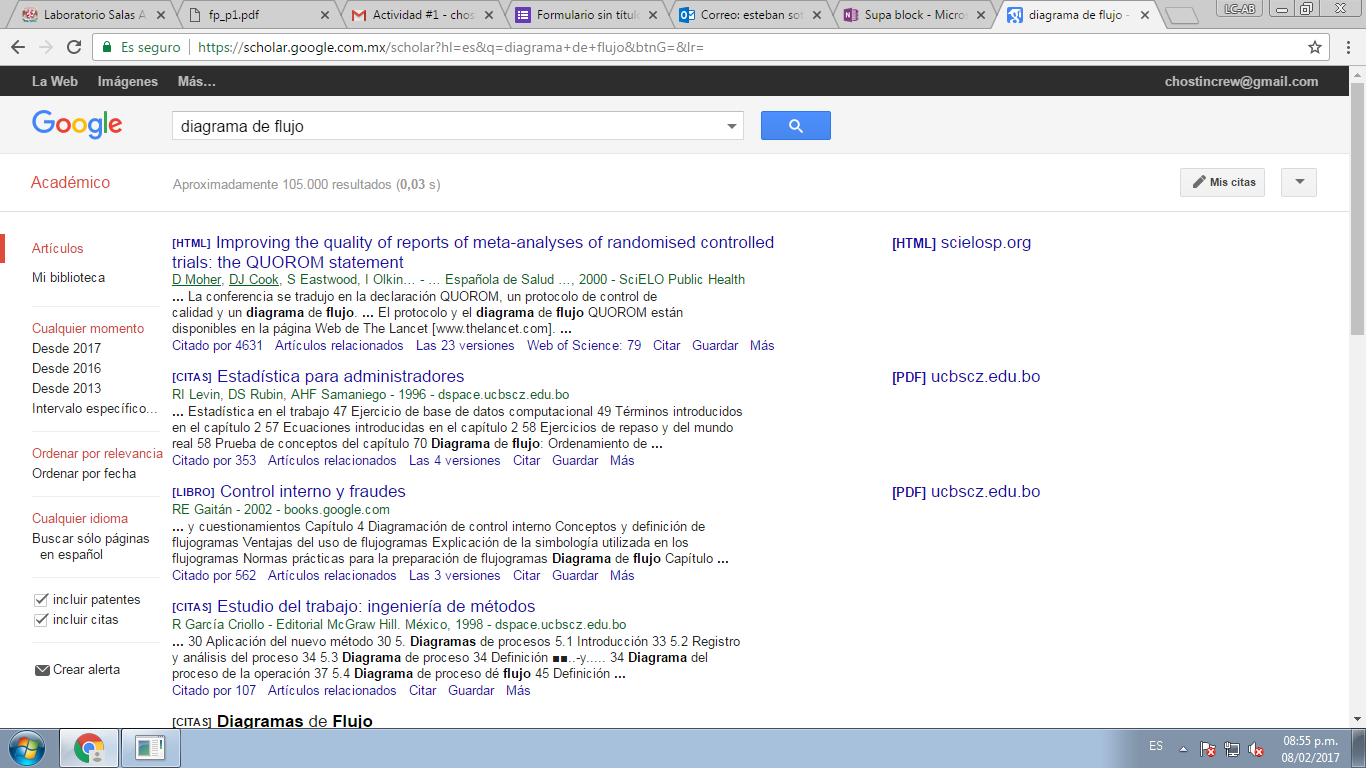 Laboratorio Salas A
fp_p1.pdf
Actividad #1 - chos
Formulario sin títul
Correo: esteban sot
Supa block - Micros
diagrama de flujo -
LC-AB
Es seguro
https://scholar.google.com.mx/scholar?hl=es&q=diagrama+de+flujo&btnG=&lr=
La Web Imágenes Más... chostincrew@gmail.com
Google
diagrama de flujo
Académico
Aproximadamente 105.000 resultados (0,03 s)
Mis citas
Artículos
Mi biblioteca
Cualquier momento
Desde 2017
Desde 2016
Desde 2013
Intervalo específico...
Ordenar por relevancia
Ordenar por fecha
Cualquier idioma
Buscar sólo páginas
en español
incluir patentes
incluir citas
Crear alerta
[HTML] Improving the quality of reports of meta-analyses of randomised controlled
trials: the QUOROM statement
[HTML] scielosp.org
D Moher, DJ Cook, S Eastwood, I Olkin... - ... Española de Salud ..., 2000 - SciELO Public Health
... La conferencia se tradujo en la declaración QUOROM, un protocolo de control de
calidad y un diagrama de flujo. ... El protocolo y el diagrama de flujo QUOROM están
disponibles en la página Web de The Lancet [www.thelancet.com]. ...
Citado por 4631 Artículos relacionados Las 23 versiones Web of Science: 79 Citar Guardar Más
[CITAS] Estadística para administradores
[PDF] ucbscz.edu.bo
RI Levin, DS Rubin, AHF Samaniego - 1996 - dspace.ucbscz.edu.bo
... Estadística en el trabajo 47 Ejercicio de base de datos computacional 49 Términos introducidos
en el capítulo 2 57 Ecuaciones introducidas en el capítulo 2 58 Ejercicios de repaso y del mundo
real 58 Prueba de conceptos del capítulo 70 Diagrama de flujo: Ordenamiento de ...
Citado por 353 Artículos relacionados Las 4 versiones Citar Guardar Más
[LIBRO] Control interno y fraudes
[PDF] ucbscz.edu.bo
RE Gaitán - 2002 - books.google.com
... y cuestionamientos Capítulo 4 Diagramación de control interno Conceptos y definición de
flujogramas Ventajas del uso de flujogramas Explicación de la simbología utilizada en los
flujogramas Normas prácticas para la preparación de flujogramas Diagrama de flujo Capítulo ...
Citado por 562 Artículos relacionados Las 3 versiones Citar Guardar Más
[CITAS] Estudio del trabajo: ingeniería de métodos
R García Criollo - Editorial McGraw Hill. México, 1998 - dspace.ucbscz.edu.bo
... 30 Aplicación del nuevo método 30 5. Diagramas de procesos 5.1 Introducción 33 5.2 Registro
y análisis del proceso 34 5.3 Diagrama de proceso 34 Definición ■■..-y..... 34 Diagrama del
proceso de la operación 37 5.4 Diagrama de proceso dé flujo 45 Definición ...
Citado por 107 Artículos relacionados Citar Guardar Más
[CITAS] Diagramas de Flujo
ES
08:55 p.m.
08/02/2017